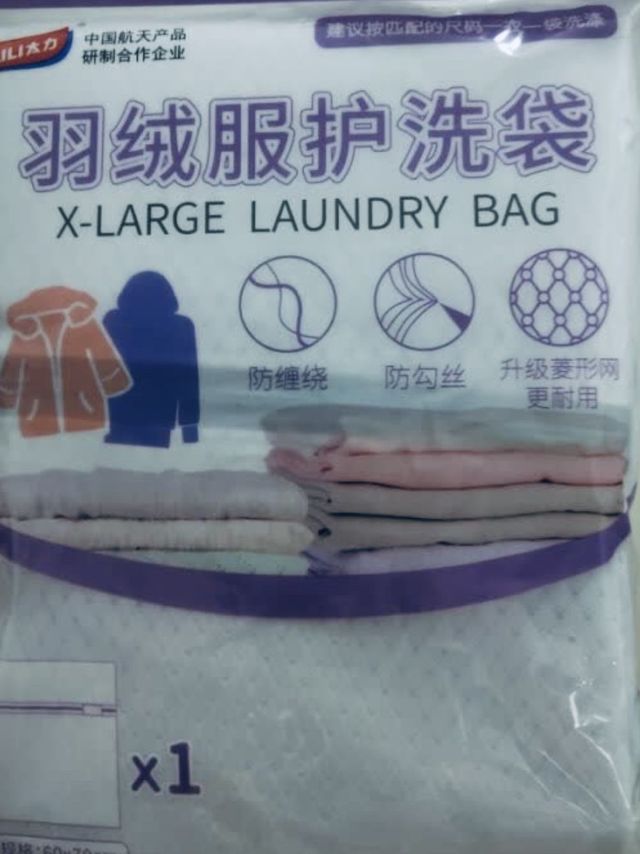 太力
中国航天产品
研制合作企业
建议按匹配的尺码一衣一袋洗涤
羽绒服护洗袋
X-LARGE LAUNDRY BAG
防缠绕
防勾丝
升级菱形网
更耐用
x1